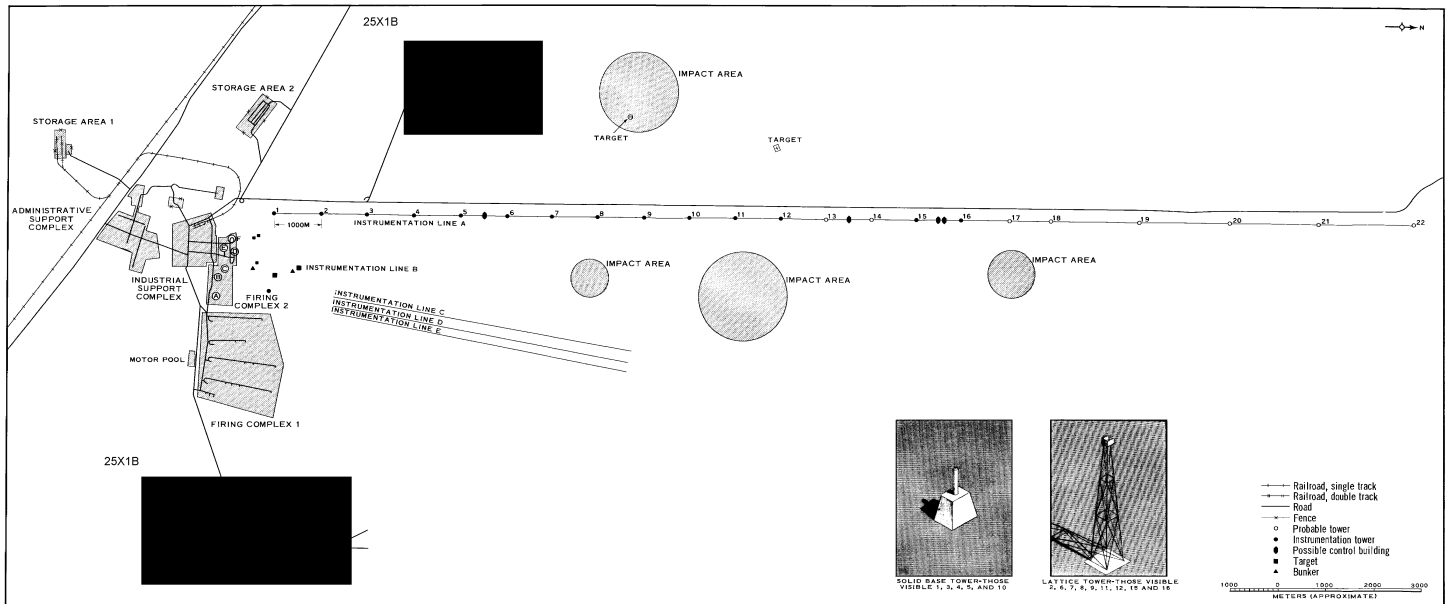 25X1B
N
IMPACT AREA
TARGET
TARGET
STORAGE AREA 2
STORAGE AREA 1
ADMINISTRATIVE
SUPPORT
COMPLEX
1 2 3 4 5 6 7 8 9 10 11 12 13 14 15 16 17 18 19 20 21 22
1000M
INSTRUMENTATION LINE A
INDUSTRIAL
SUPPORT
COMPLEX
C
B
A
FIRING
COMPLEX 2
INSTRUMENTATION LINE B
IMPACT AREA
IMPACT AREA
IMPACT AREA
INSTRUMENTATION LINE C
INSTRUMENTATION LINE D
INSTRUMENTATION LINE E
MOTOR POOL
FIRING COMPLEX 1
25X1B
SOLID BASE TOWER-THOSE
VISIBLE 1, 3, 4, 5, AND 10
LATTICE TOWER-THOSE VISIBLE
2, 6, 7, 8, 9, 11, 12, 15 AND 16
Railroad, single track
Railroad, double track
Road
Fence
Probable tower
Instrumentation tower
Possible control building
Target
Bunker
1000 0 1000 2000 3000
METERS (APPROXIMATE)